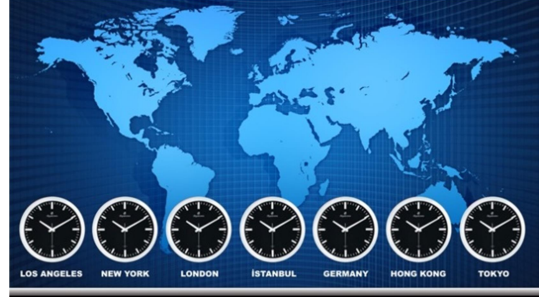 LOS ANGELES
NEW YORK
LONDON
İSTANBUL
GERMANY
HONG KONG
TOKYO